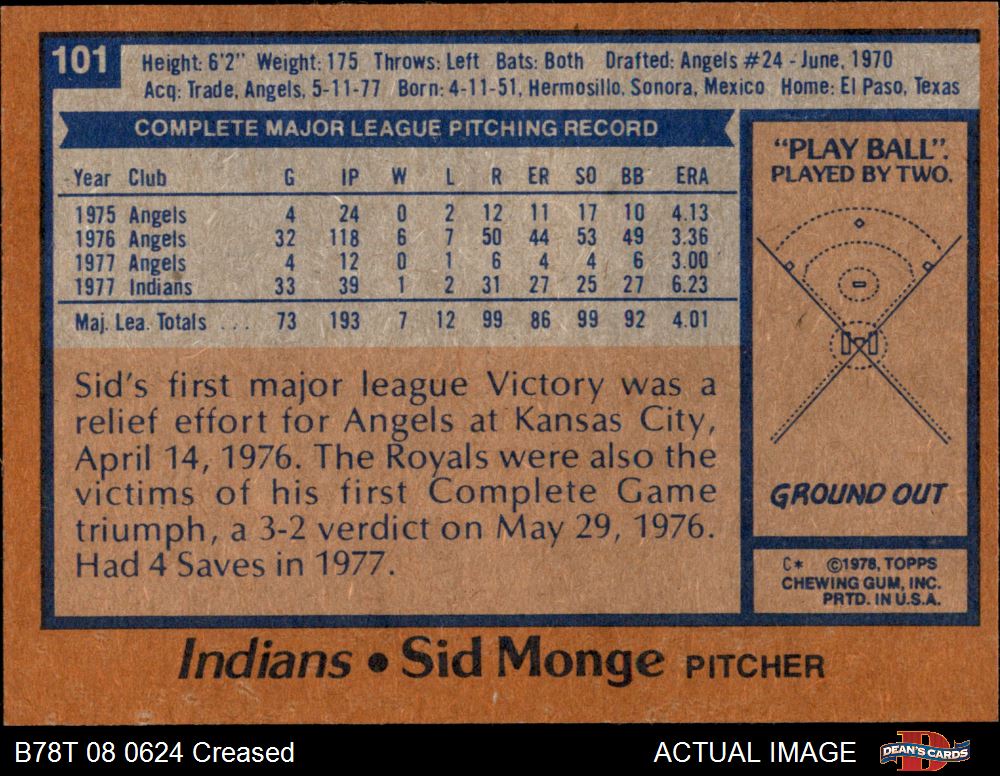 101
Height: 6'2" Weight: 175 Throws: Left Bats: Both Drafted: Angels #24 - June, 1970
Acq: Trade, Angels, 5-11-77 Born: 4-11-51, Hermosillo, Sonora, Mexico Home: El Paso, Texas
COMPLETE MAJOR LEAGUE PITCHING RECORD
Year Club G IP W L R ER SO BB ERA
1975 Angels 4 24 0 2 12 11 17 10 4.13
1976 Angels 32 118 6 7 50 44 53 49 3.36
1977 Angels 4 12 0 1 6 4 4 6 3.00
1977 Indians 33 39 1 2 31 27 25 27 6.23
Maj. Lea. Totals ... 73 193 7 12 99 86 99 92 4.01
Sid's first major league Victory was a
relief effort for Angels at Kansas City,
April 14, 1976. The Royals were also the
victims of his first Complete Game
triumph, a 3-2 verdict on May 29, 1976.
Had 4 Saves in 1977.
"PLAY BALL".
PLAYED BY TWO.
GROUND OUT
C* ©1978, TOPPS
CHEWING GUM, INC.
PRTD. IN U.S.A.
Indians • Sid Monge PITCHER
B78T 08 0624 Creased
ACTUAL IMAGE
D
DEAN'S CARDS